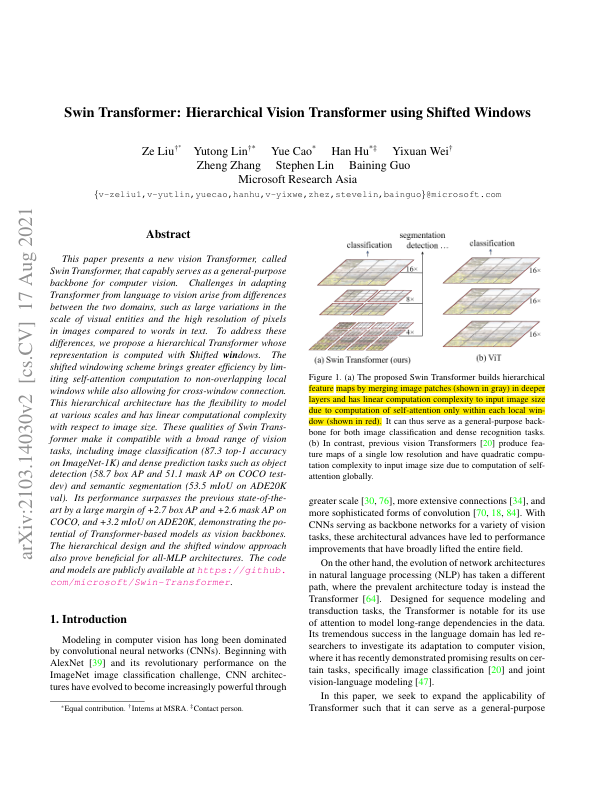 Swin Transformer: Hierarchical Vision Transformer using Shifted Windows
Ze Liu†* Yutong Lin†* Yue Cao* Han Hu*‡ Yixuan Wei†
Zheng Zhang Stephen Lin Baining Guo
Microsoft Research Asia
{v-zeliu1,v-yutlin,yuecao,hanhu,v-yixwe,zhez,stevelin,bainguo}@microsoft.com
arXiv:2103.14030v2 [cs.CV] 17 Aug 2021
Abstract
This paper presents a new vision Transformer, called
Swin Transformer, that capably serves as a general-purpose
backbone for computer vision. Challenges in adapting
Transformer from language to vision arise from differences
between the two domains, such as large variations in the
scale of visual entities and the high resolution of pixels
in images compared to words in text. To address these
differences, we propose a hierarchical Transformer whose
representation is computed with Shifted windows. The
shifted windowing scheme brings greater efficiency by lim-
iting self-attention computation to non-overlapping local
windows while also allowing for cross-window connection.
This hierarchical architecture has the flexibility to model
at various scales and has linear computational complexity
with respect to image size. These qualities of Swin Trans-
former make it compatible with a broad range of vision
tasks, including image classification (87.3 top-1 accuracy
on ImageNet-1K) and dense prediction tasks such as object
detection (58.7 box AP and 51.1 mask AP on COCO test-
dev) and semantic segmentation (53.5 mIoU on ADE20K
val). Its performance surpasses the previous state-of-the-
art by a large margin of +2.7 box AP and +2.6 mask AP on
COCO, and +3.2 mIoU on ADE20K, demonstrating the po-
tential of Transformer-based models as vision backbones.
The hierarchical design and the shifted window approach
also prove beneficial for all-MLP architectures. The code
and models are publicly available at https://github.
com/microsoft/Swin-Transformer.
1. Introduction
Modeling in computer vision has long been dominated
by convolutional neural networks (CNNs). Beginning with
AlexNet [39] and its revolutionary performance on the
ImageNet image classification challenge, CNN architec-
tures have evolved to become increasingly powerful through
*Equal contribution. †Interns at MSRA. ‡Contact person.
segmentation
classification detection ... classification
16× 16×
8× 16×
4× 16×
(a) Swin Transformer (ours) (b) ViT
Figure 1. (a) The proposed Swin Transformer builds hierarchical
feature maps by merging image patches (shown in gray) in deeper
layers and has linear computation complexity to input image size
due to computation of self-attention only within each local win-
dow (shown in red). It can thus serve as a general-purpose back-
bone for both image classification and dense recognition tasks.
(b) In contrast, previous vision Transformers [20] produce fea-
ture maps of a single low resolution and have quadratic compu-
tation complexity to input image size due to computation of self-
attention globally.
greater scale [30, 76], more extensive connections [34], and
more sophisticated forms of convolution [70, 18, 84]. With
CNNs serving as backbone networks for a variety of vision
tasks, these architectural advances have led to performance
improvements that have broadly lifted the entire field.
On the other hand, the evolution of network architectures
in natural language processing (NLP) has taken a different
path, where the prevalent architecture today is instead the
Transformer [64]. Designed for sequence modeling and
transduction tasks, the Transformer is notable for its use
of attention to model long-range dependencies in the data.
Its tremendous success in the language domain has led re-
searchers to investigate its adaptation to computer vision,
where it has recently demonstrated promising results on cer-
tain tasks, specifically image classification [20] and joint
vision-language modeling [47].
In this paper, we seek to expand the applicability of
Transformer such that it can serve as a general-purpose